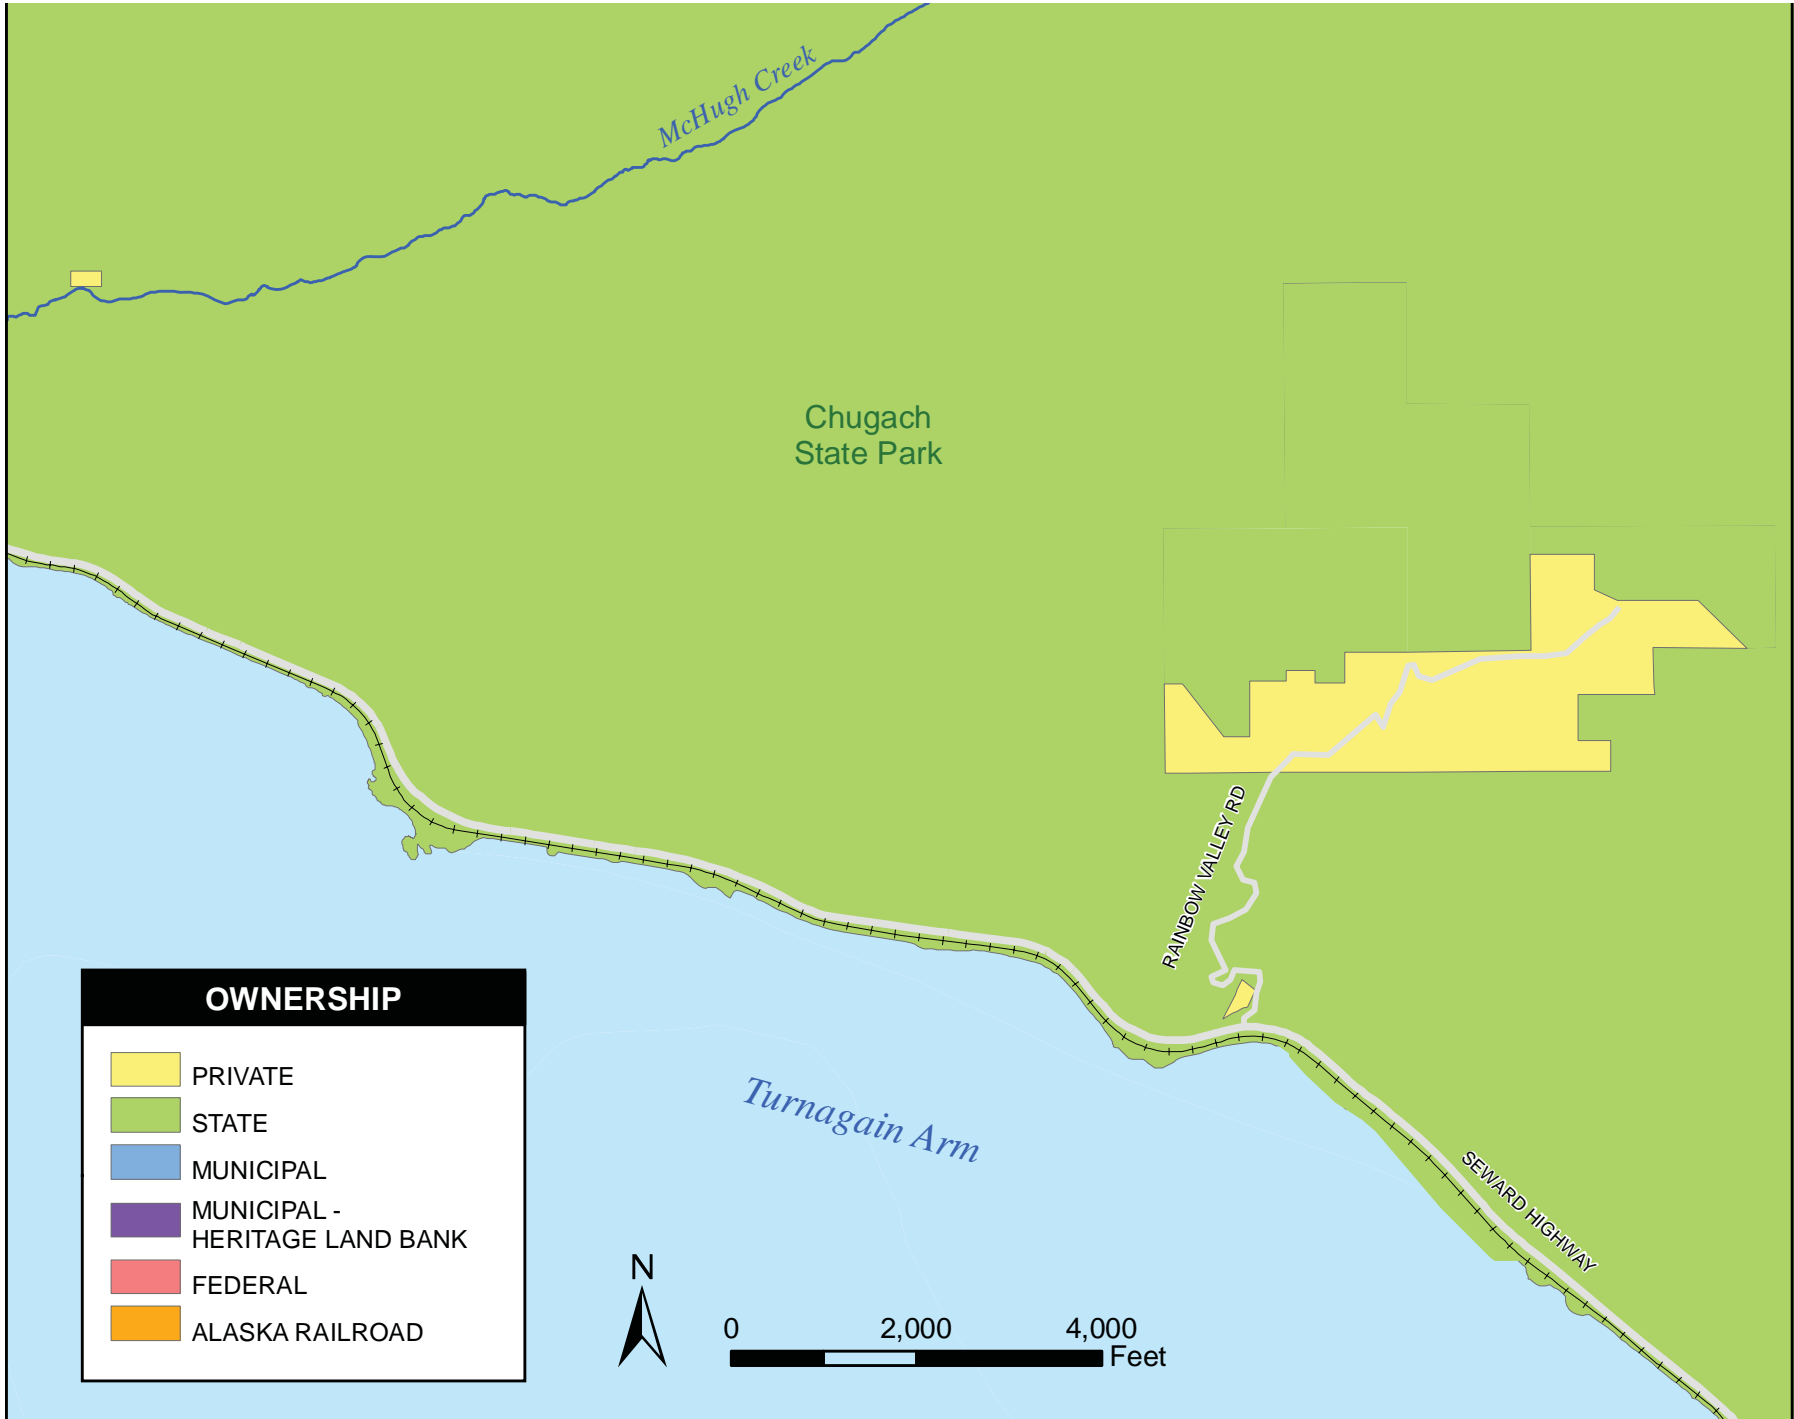 McHugh Creek
Chugach
State Park
RAINBOW VALLEY RD
SEWARD HIGHWAY
Turnagain Arm
OWNERSHIP
PRIVATE
STATE
MUNICIPAL
MUNICIPAL -
HERITAGE LAND BANK
FEDERAL
ALASKA RAILROAD
N
0 2,000 4,000
Feet